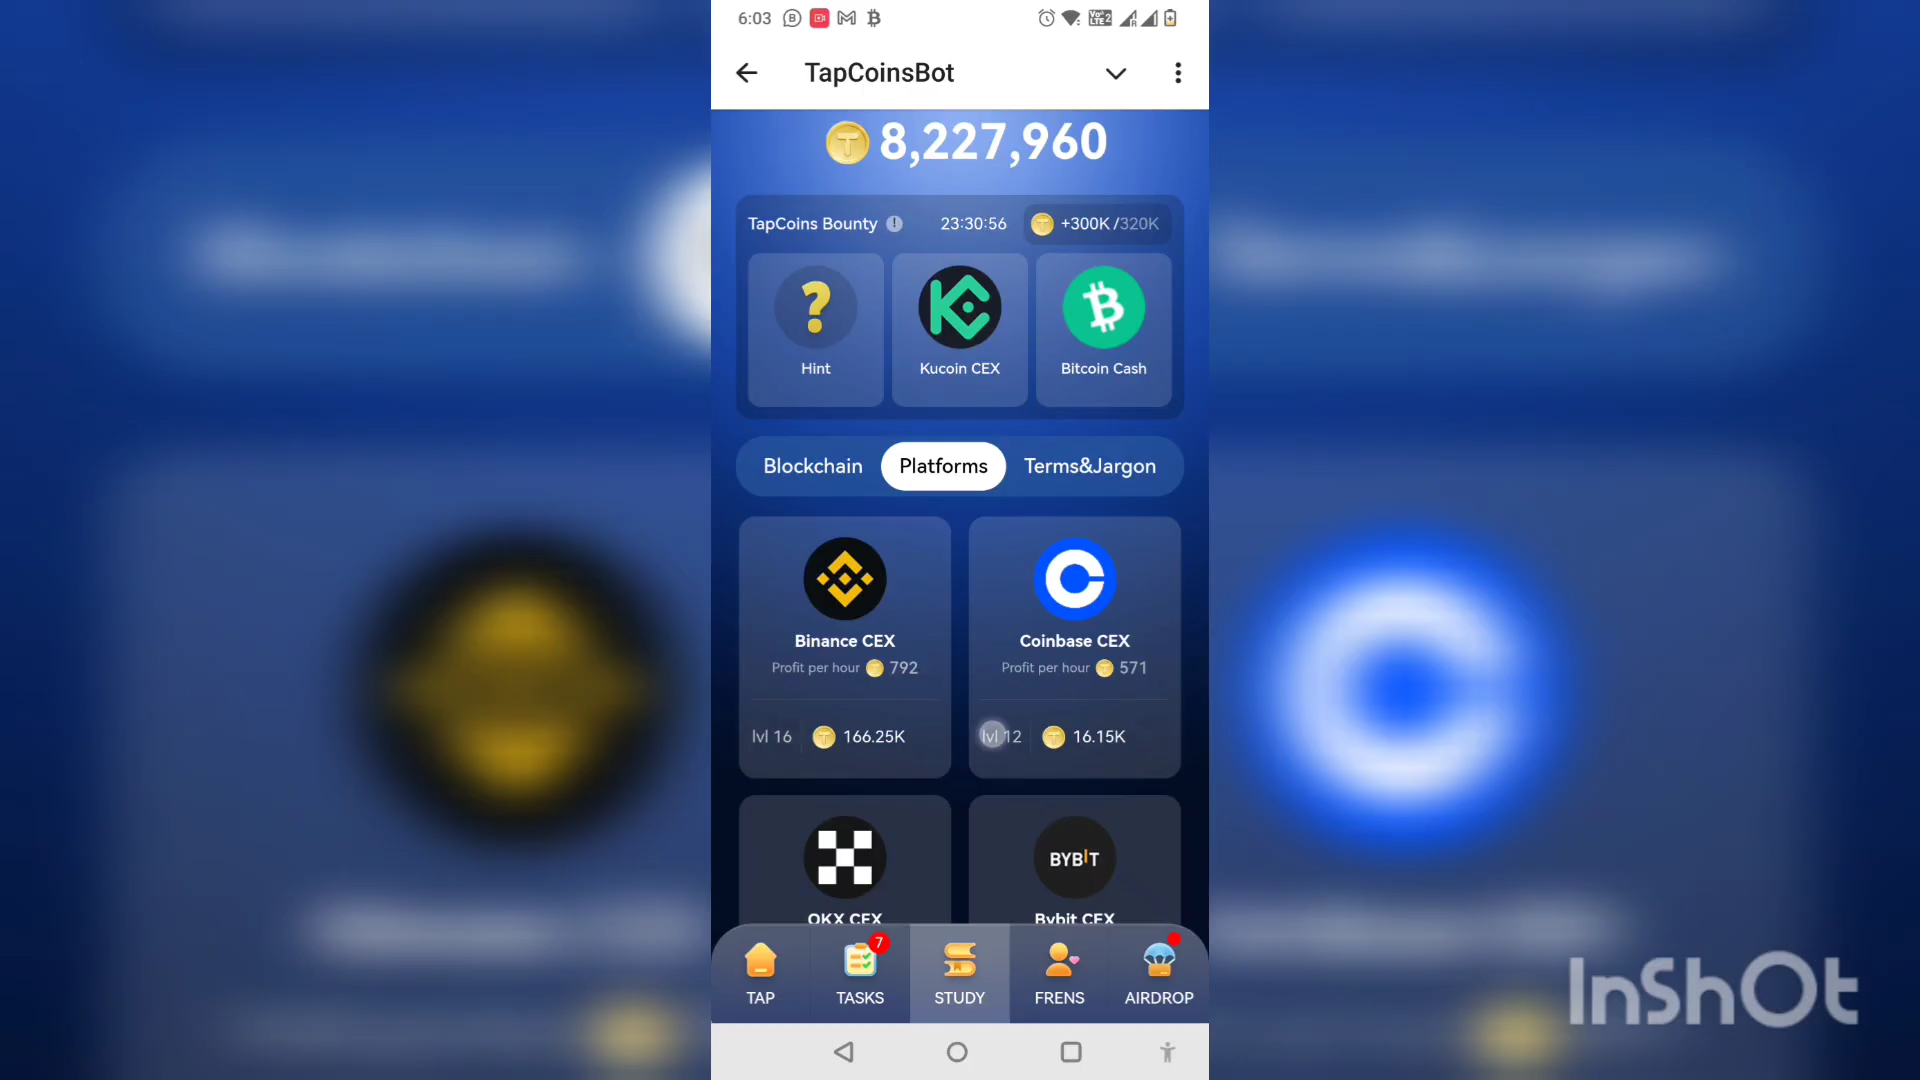 6:03
TapCoinsBot
8,227,960
TapCoins Bounty 23:30:56 +300K /320K
? 
Hint Kucoin CEX Bitcoin Cash
Blockchain Platforms Terms&Jargon
Binance CEX Coinbase CEX
Profit per hour 792 Profit per hour 571
lvl 16 166.25K lvl 12 16.15K
BYBIT
OKX CEX Bybit CEX
7
TAP TASKS STUDY FRENS AIRDROP
InShOt